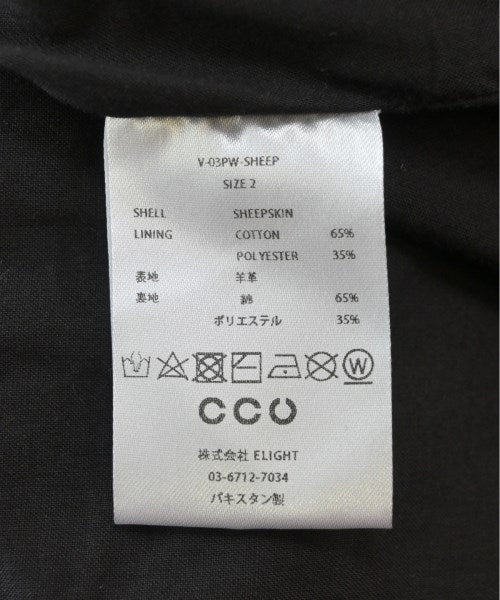 V-03PW-SHEEP
SIZE 2
SHELL SHEEPSKIN
LINING COTTON 65%
POLYESTER 35%
表地 羊革
裏地 綿 65%
ポリエステル 35%
W
CCU
株式会社 ELIGHT
03-6712-7034
パキスタン製